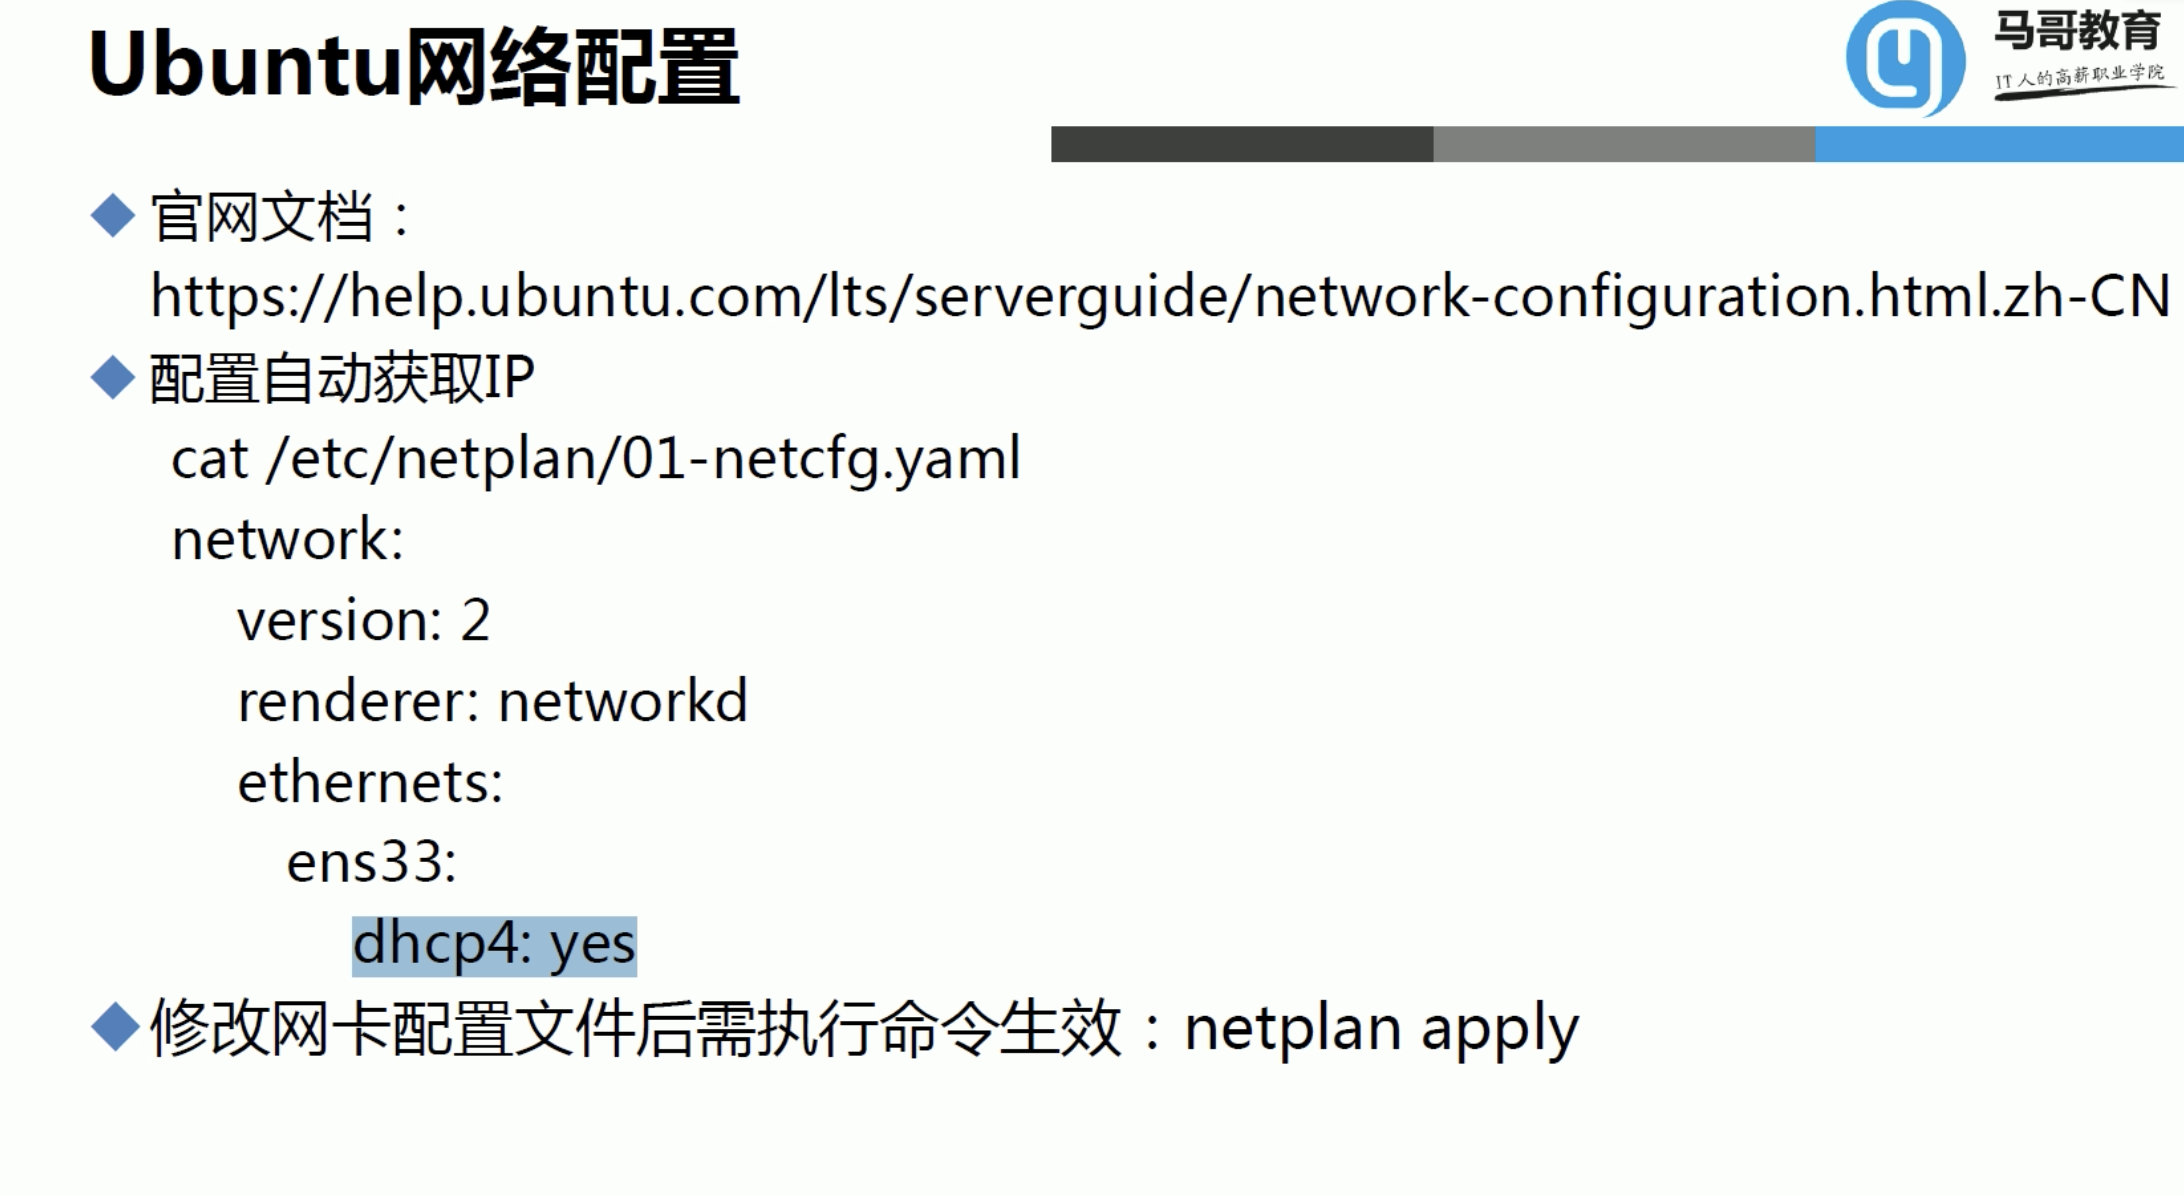 Ubuntu网络配置
马哥教育
IT人的高薪职业学院
官网文档：
https://help.ubuntu.com/lts/serverguide/network-configuration.html.zh-CN
配置自动获取IP
cat /etc/netplan/01-netcfg.yaml
network:
version: 2
renderer: networkd
ethernets:
ens33:
dhcp4: yes
修改网卡配置文件后需执行命令生效：netplan apply